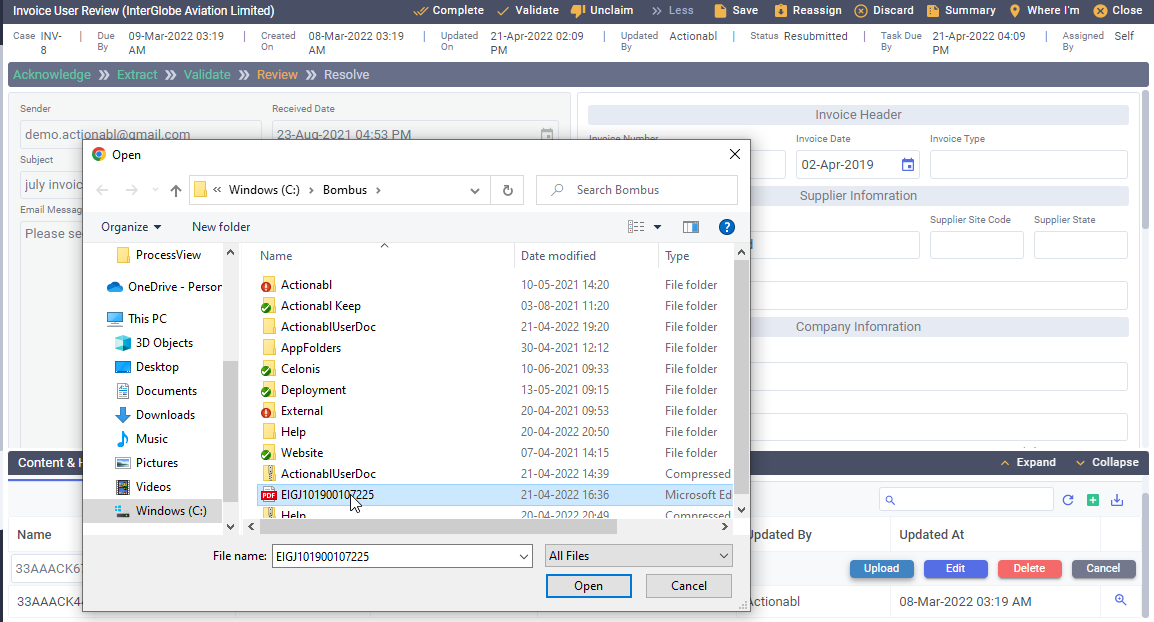 Invoice User Review (InterGlobe Aviation Limited) Complete Validate Unclaim Less Save Reassign Discard Summary Where I'm Close
Case INV-8 | Due By 09-Mar-2022 03:19 AM | Created On 08-Mar-2022 03:19 AM | Updated On 21-Apr-2022 02:09 PM | Updated By Actionabl | Status Resubmitted | Task Due By 21-Apr-2022 04:09 PM | Assigned By Self
Acknowledge Extract Validate Review Resolve
Sender Received Date
demo.actionabl@gmail.com 23-Aug-2021 04:53 PM
Subject
july invoic
Email Messag
Please se
Invoice Header
Invoice Number Invoice Date Invoice Type
02-Apr-2019
Supplier Infomration
Supplier Site Code Supplier State
Company Infomration
Open
« Windows (C:) › Bombus › Search Bombus
Organize New folder
Name Date modified Type
ProcessView
OneDrive - Person
This PC
3D Objects
Desktop
Documents
Downloads
Music
Pictures
Videos
Windows (C:)
Actionabl 10-05-2021 14:20 File folder
Actionabl Keep 03-08-2021 11:20 File folder
ActionablUserDoc 21-04-2022 19:20 File folder
AppFolders 30-04-2021 12:12 File folder
Celonis 10-06-2021 09:33 File folder
Deployment 13-05-2021 09:15 File folder
External 20-04-2021 09:53 File folder
Help 20-04-2022 20:50 File folder
Website 07-04-2021 14:15 File folder
ActionablUserDoc 21-04-2022 14:39 Compressed
PDF EIGJ101900107225 21-04-2022 16:36 Microsoft Ed
Help 20-04-2022 20:49 Compressed
File name: EIGJ101900107225 All Files
Open Cancel
Content & H Expand Collapse
Name Updated By Updated At
33AAACK6 Upload Edit Delete Cancel
33AAACK4 Actionabl 08-Mar-2022 03:19 AM